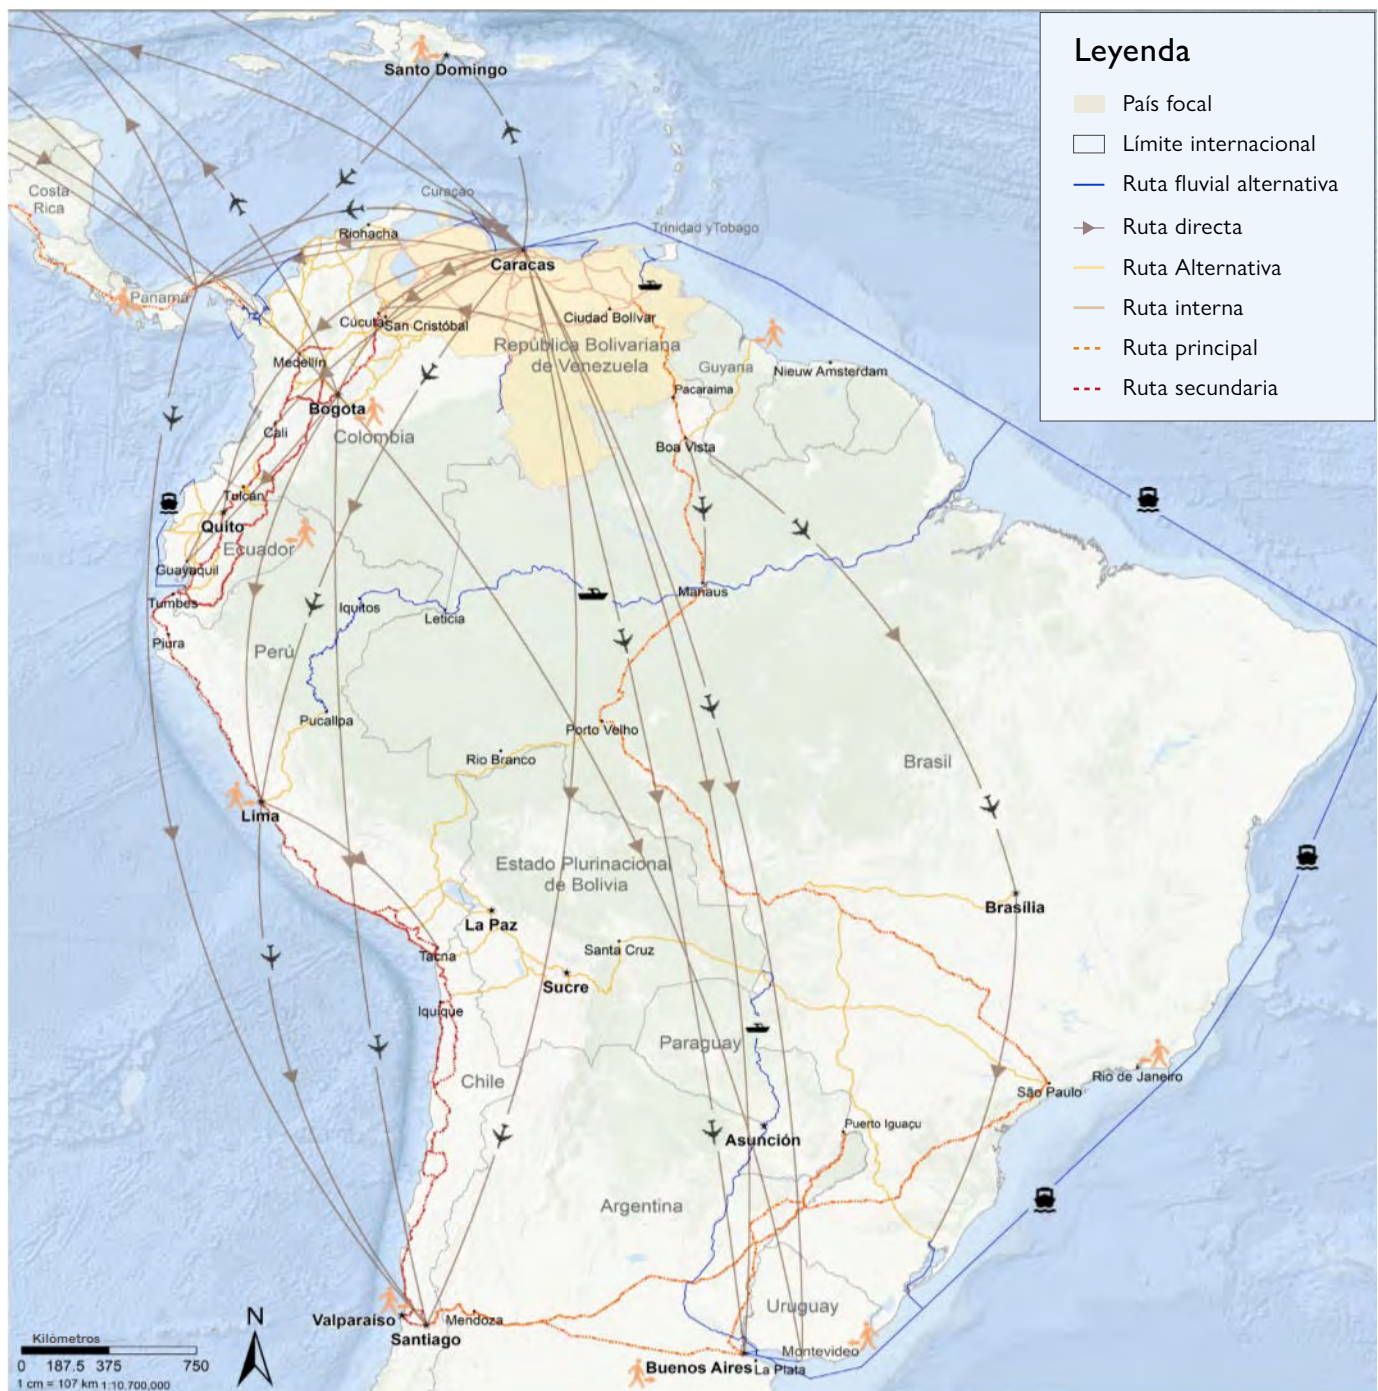 Leyenda
País focal
Límite internacional
Ruta fluvial alternativa
Ruta directa
Ruta Alternativa
Ruta interna
Ruta principal
Ruta secundaria
Santo Domingo
Costa
Rica
Curaçao
Riohacha
Trinidad yTobago
Caracas
Panamá
Cúcuta
San Cristóbal
Ciudad Bolívar
República Bolivariana
de Venezuela
Medellín
Guyana
Nieuw Amsterdam
Pacaraima
Bogota
Cali
Colombia
Boa Vista
Tulcán
Quito
Ecuador
Guayaquil
Tumbes
Iquitos
Leticia
Manaus
Piura
Perú
Pucallpa
Porto Velho
Rio Branco
Brasil
Lima
Estado Plurinacional
de Bolivia
Brasília
La Paz
Tacna
Santa Cruz
Sucre
Iquique
Paraguay
Chile
Rio de Janeiro
São Paulo
Asunción
Puerto Iguaçu
Argentina
Uruguay
Valparaíso
Mendoza
Santiago
Montevideo
Buenos Aires
La Plata
N
Kilómetros
0 187.5 375 750
1 cm = 107 km 1:10.700.000